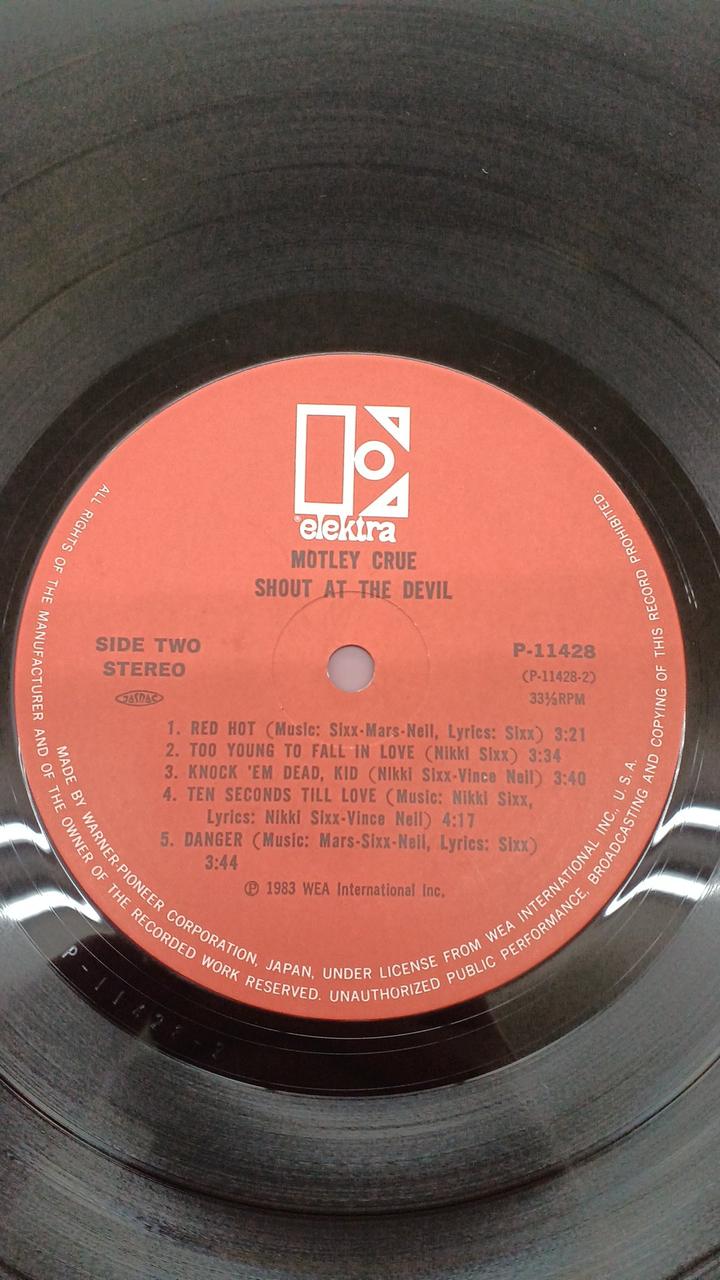 elektra
MOTLEY CRUE
SHOUT AT THE DEVIL
SIDE TWO
STEREO
JASRAC
P-11428
(P-11428-2)
33⅓RPM
1. RED HOT (Music: Sixx-Mars-Neil, Lyrics: Sixx) 3:21
2. TOO YOUNG TO FALL IN LOVE (Nikki Sixx) 3:34
3. KNOCK 'EM DEAD, KID (Nikki Sixx-Vince Neil) 3:40
4. TEN SECONDS TILL LOVE (Music: Nikki Sixx,
Lyrics: Nikki Sixx-Vince Neil) 4:17
5. DANGER (Music: Mars-Sixx-Neil, Lyrics: Sixx)
3:44
℗ 1983 WEA International Inc.
MADE BY WARNER-PIONEER CORPORATION, JAPAN, UNDER LICENSE FROM WEA INTERNATIONAL INC., U.S.A.
ALL RIGHTS OF THE MANUFACTURER AND OF THE OWNER OF THE RECORDED WORK RESERVED. UNAUTHORIZED PUBLIC PERFORMANCE, BROADCASTING AND COPYING OF THIS RECORD PROHIBITED.